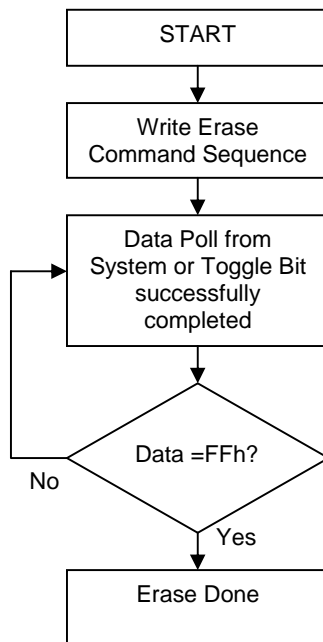 START
Write Erase
Command Sequence
Data Poll from
System or Toggle Bit
successfully
completed
Data =FFh?
No
Yes
Erase Done